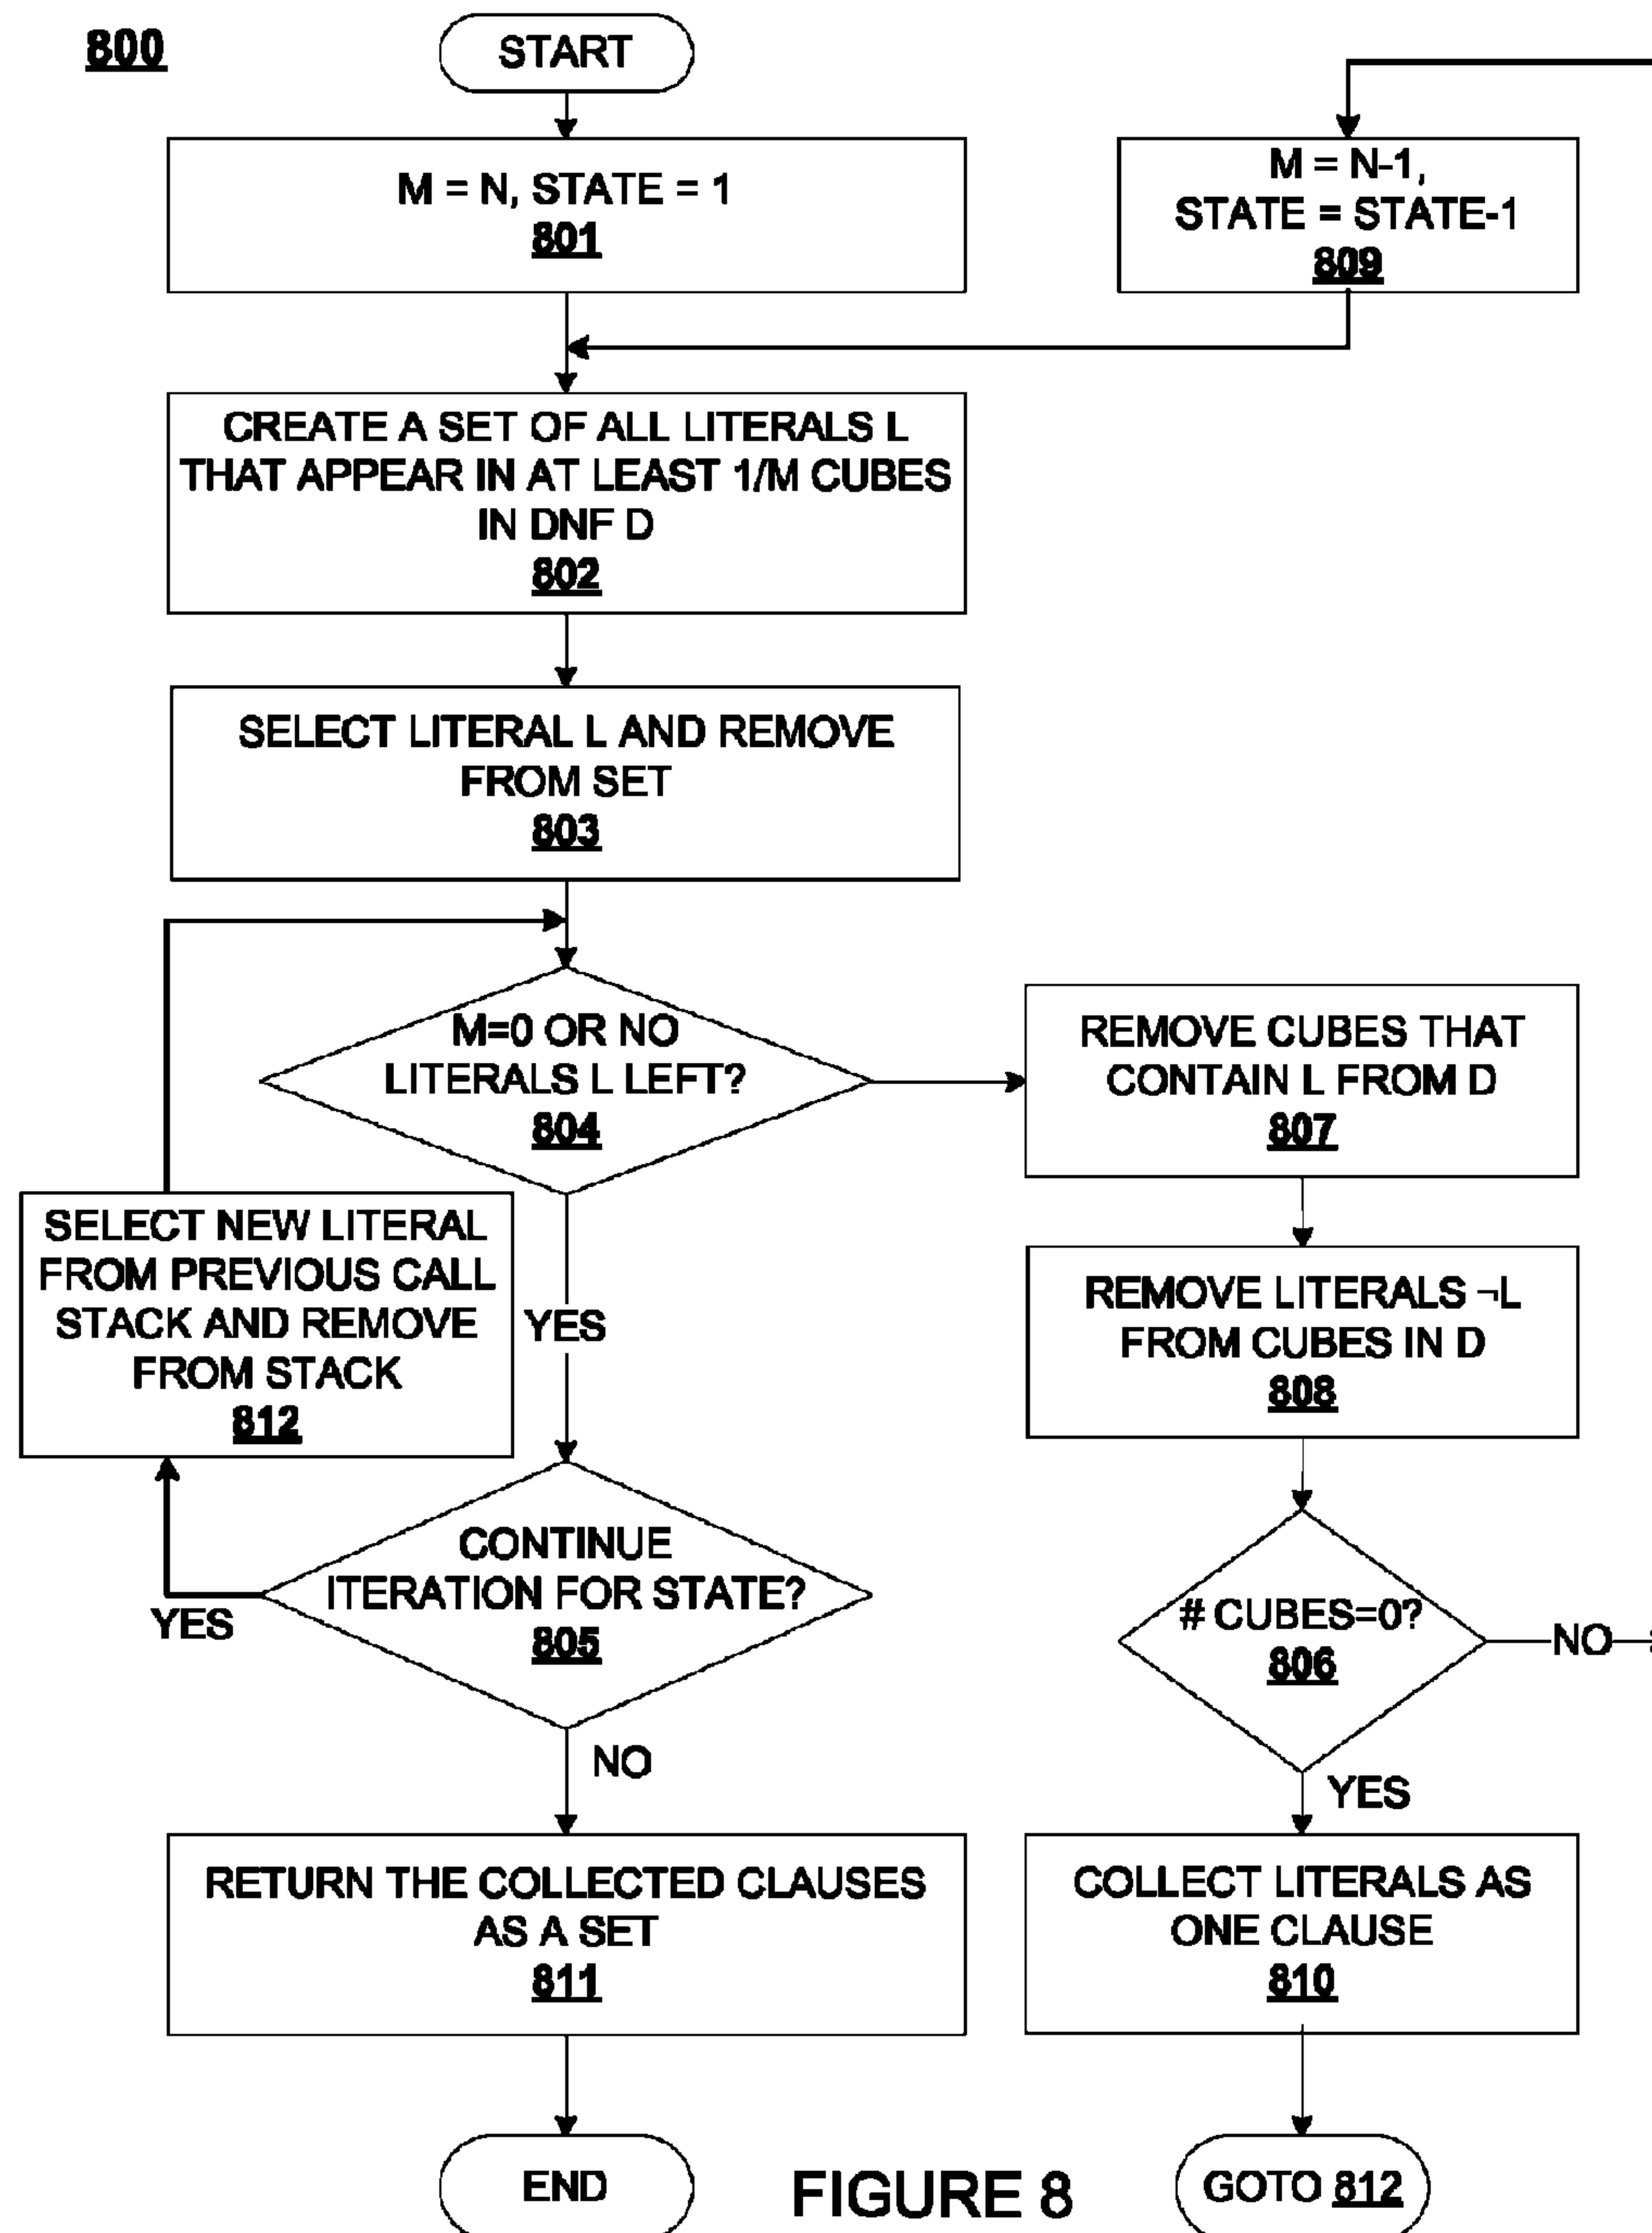 800
START
M = N, STATE = 1
801
M = N-1,
STATE = STATE-1
809
CREATE A SET OF ALL LITERALS L
THAT APPEAR IN AT LEAST 1/M CUBES
IN DNF D
802
SELECT LITERAL L AND REMOVE
FROM SET
803
M=0 OR NO
LITERALS L LEFT?
804
REMOVE CUBES THAT
CONTAIN L FROM D
807
SELECT NEW LITERAL
FROM PREVIOUS CALL
STACK AND REMOVE
FROM STACK
812
YES
REMOVE LITERALS ¬L
FROM CUBES IN D
808
CONTINUE
ITERATION FOR STATE?
805
YES
NO
# CUBES=0?
806
NO
YES
RETURN THE COLLECTED CLAUSES
AS A SET
811
COLLECT LITERALS AS
ONE CLAUSE
810
END
FIGURE 8
GOTO 812